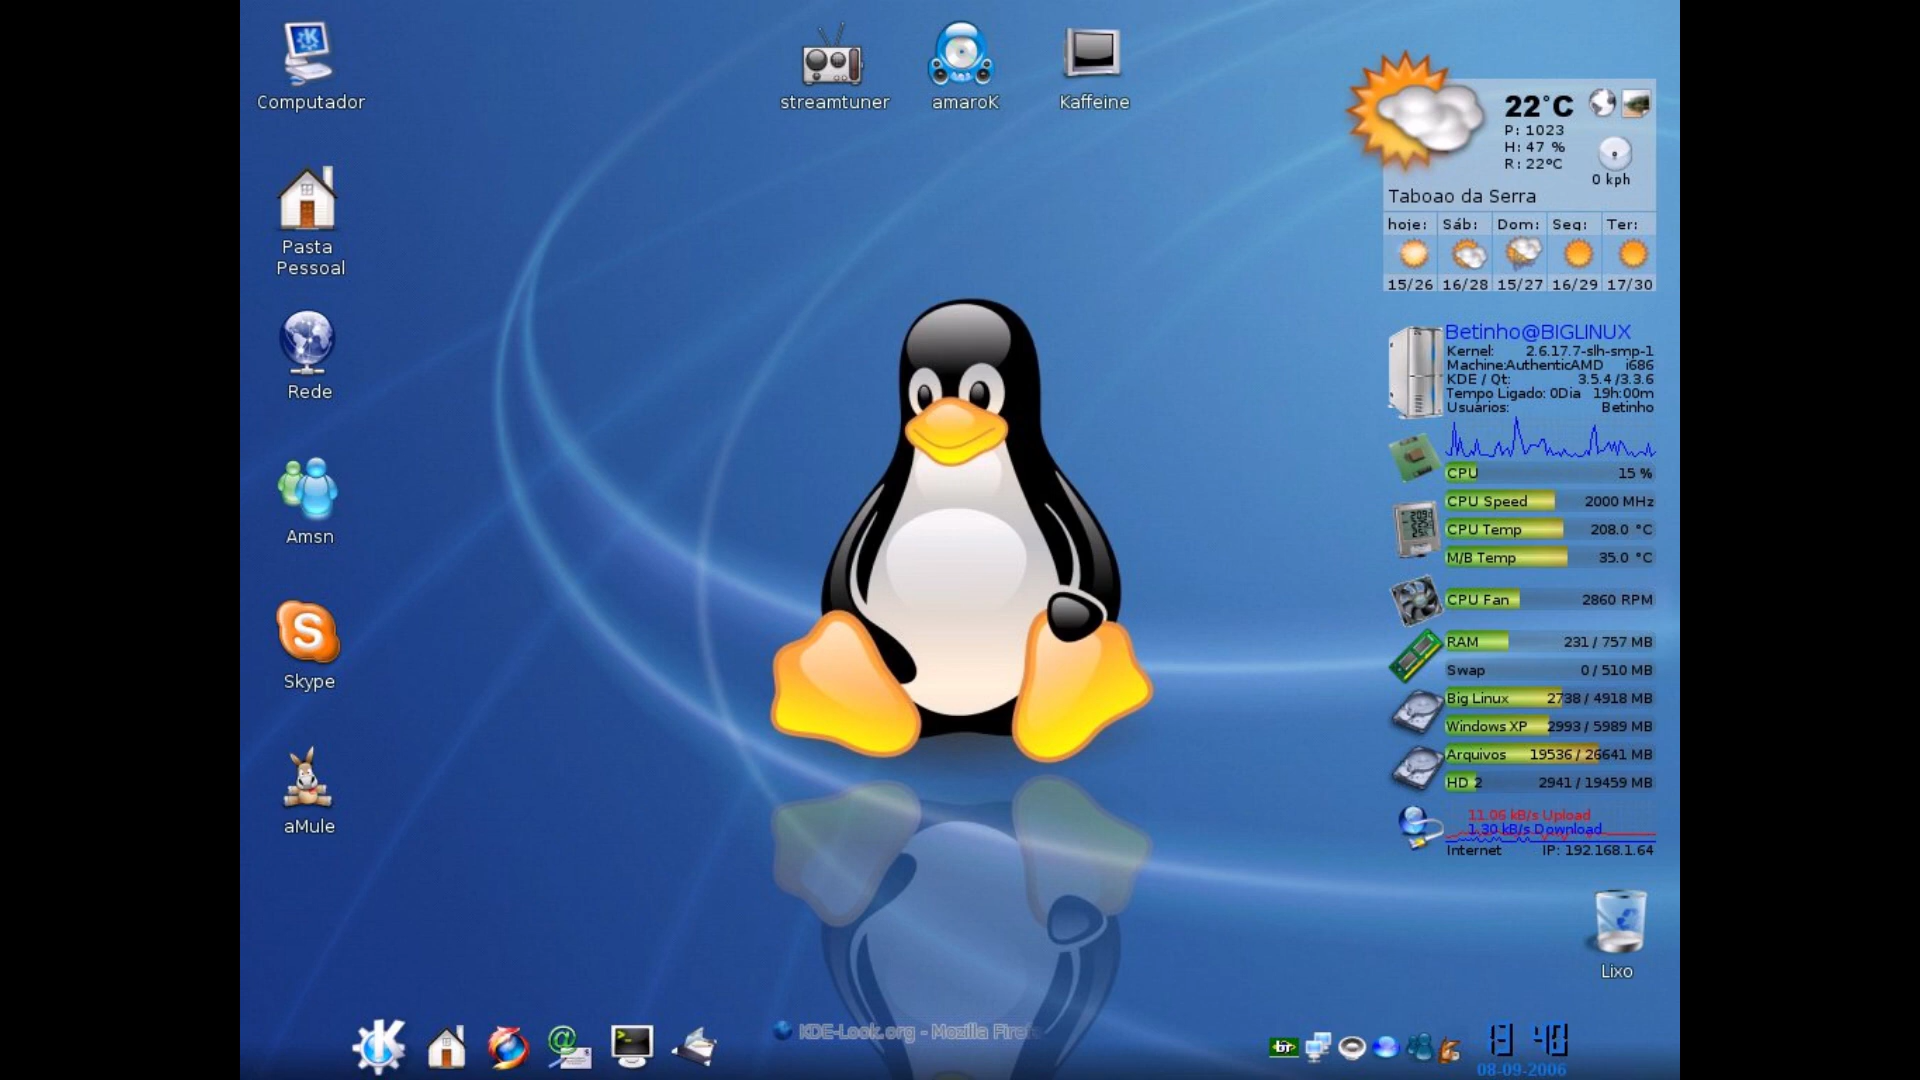 Computador
streamtuner
amaroK
Kaffeine
Pasta
Pessoal
Rede
Amsn
Skype
aMule
22°C
P: 1023
H: 47 %
R: 22ºC
0 kph
Taboao da Serra
hoje: Sáb: Dom: Seg: Ter:
15/26 16/28 15/27 16/29 17/30
Betinho@BIGLINUX
Kernel: 2.6.17.7-slh-smp-1
Machine:AuthenticAMD i686
KDE / Qt: 3.5.4 /3.3.6
Tempo Ligado: 0Dia 19h:00m
Usuarios: Betinho
CPU 15 %
CPU Speed 2000 MHz
CPU Temp 208.0 °C
M/B Temp 35.0 °C
CPU Fan 2860 RPM
RAM 231 / 757 MB
Swap 0 / 510 MB
Big Linux 2738 / 4918 MB
Windows XP 2993 / 5989 MB
Arquivos 19536 / 26641 MB
HD 2 2941 / 19459 MB
11.06 kB/s Upload
1.30 kB/s Download
Internet IP: 192.168.1.64
Lixo
KDE-Look.org - Mozilla
br
08-09-2006